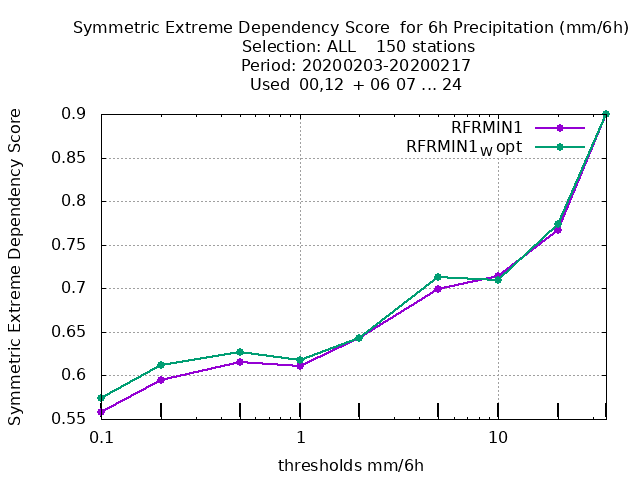 Symmetric Extreme Dependency Score  for 6h Precipitation (mm/6h)
Selection: ALL    150 stations
Period: 20200203-20200217
Used  00,12  + 06 07 ... 24
Symmetric Extreme Dependency Score
0.9
0.85
0.8
0.75
0.7
0.65
0.6
0.55
RFRMIN1
RFRMIN1W opt
0.1
1
10
thresholds mm/6h